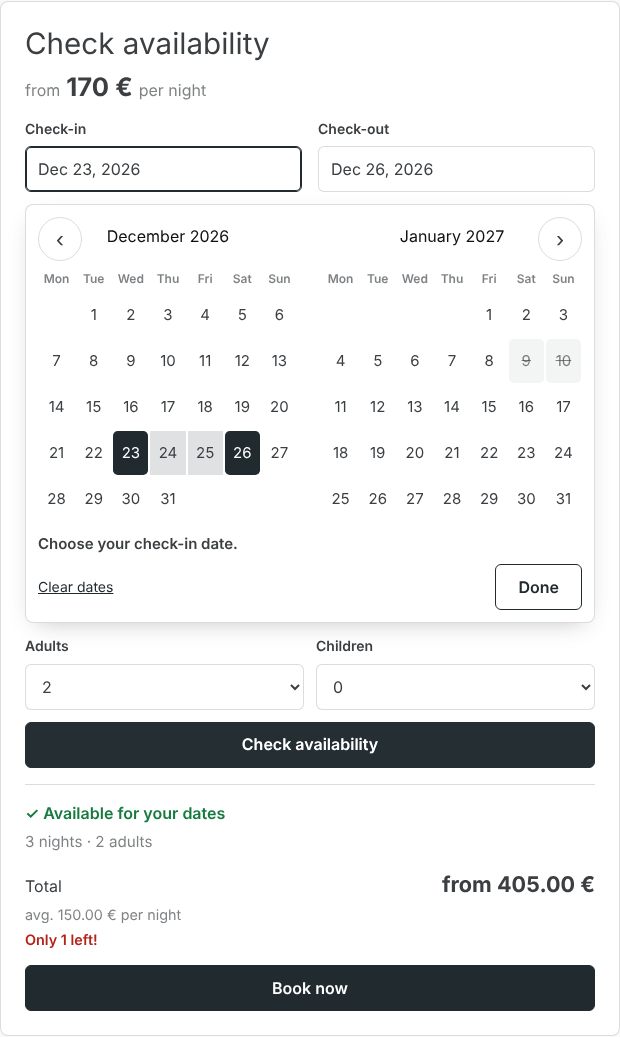 Check availability
from 170 € per night
Check-in Check-out
Dec 23, 2026 Dec 26, 2026
‹ December 2026 January 2027 ›
Mon Tue Wed Thu Fri Sat Sun Mon Tue Wed Thu Fri Sat Sun
1 2 3 4 5 6 1 2 3
7 8 9 10 11 12 13 4 5 6 7 8 9 10
14 15 16 17 18 19 20 11 12 13 14 15 16 17
21 22 23 24 25 26 27 18 19 20 21 22 23 24
28 29 30 31 25 26 27 28 29 30 31
Choose your check-in date.
Clear dates Done
Adults Children
2 0
Check availability
✓ Available for your dates
3 nights · 2 adults
Total from 405.00 €
avg. 150.00 € per night
Only 1 left!
Book now